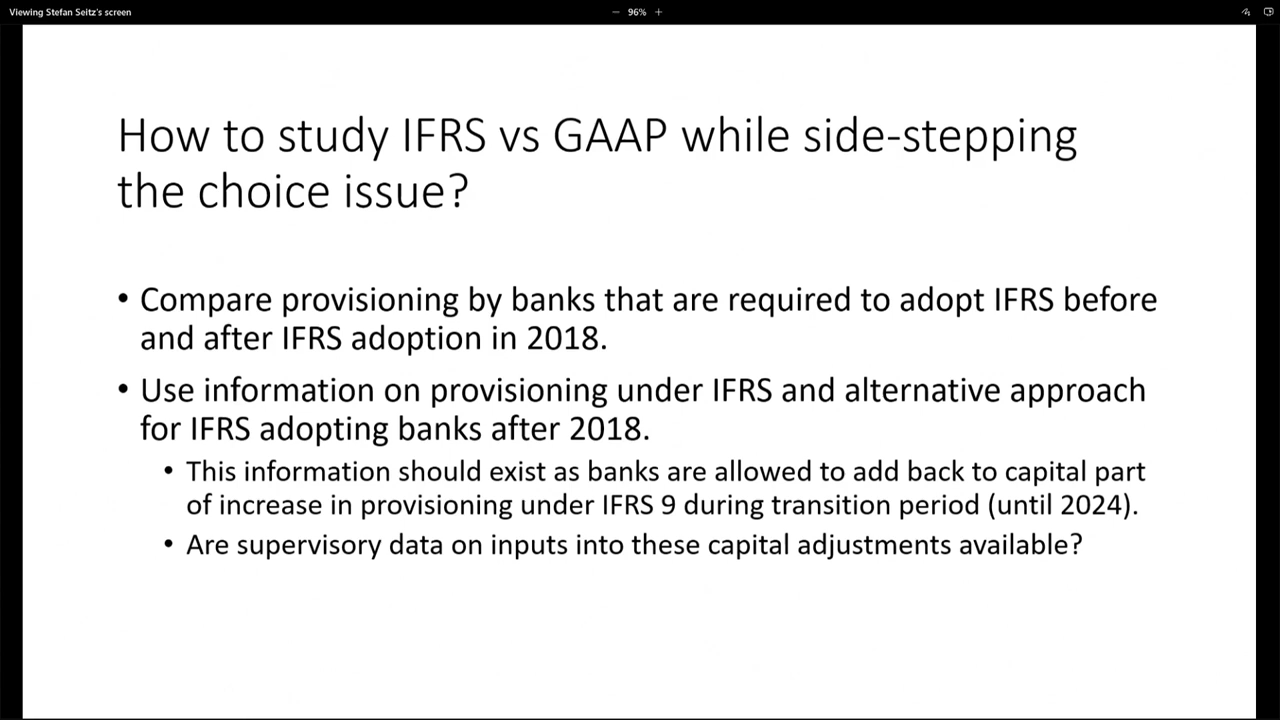 Viewing Stefan Seitz's screen
— 96% +
How to study IFRS vs GAAP while side-stepping
the choice issue?
• Compare provisioning by banks that are required to adopt IFRS before
and after IFRS adoption in 2018.
• Use information on provisioning under IFRS and alternative approach
for IFRS adopting banks after 2018.
• This information should exist as banks are allowed to add back to capital part
of increase in provisioning under IFRS 9 during transition period (until 2024).
• Are supervisory data on inputs into these capital adjustments available?